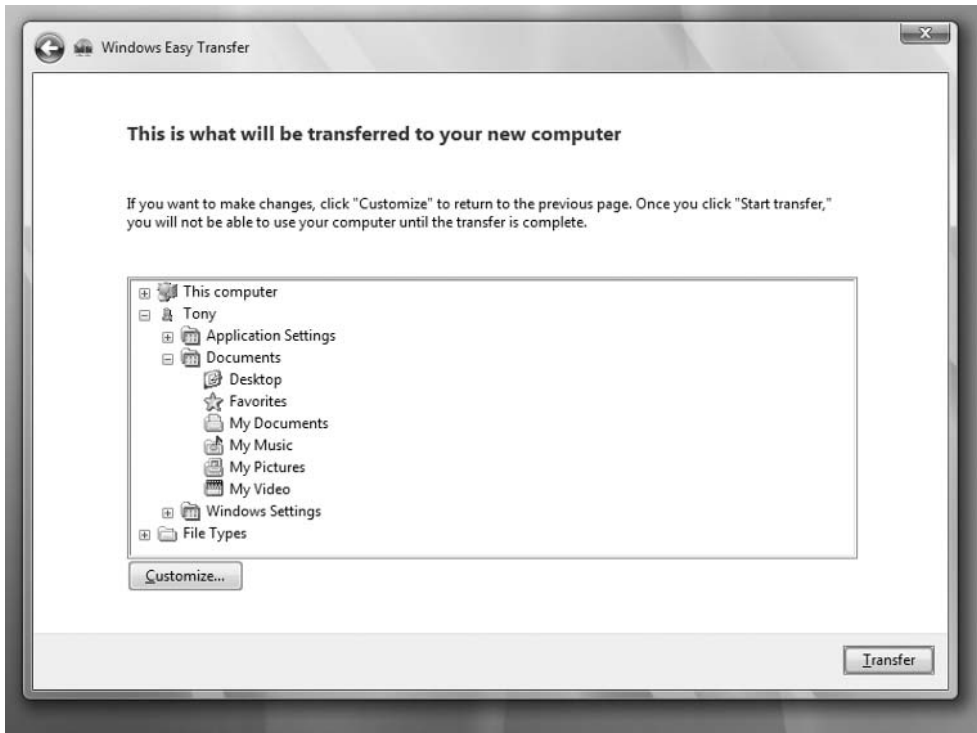 Windows Easy Transfer
This is what will be transferred to your new computer
If you want to make changes, click "Customize" to return to the previous page. Once you click "Start transfer,"
you will not be able to use your computer until the transfer is complete.
This computer
Tony
Application Settings
Documents
Desktop
Favorites
My Documents
My Music
My Pictures
My Video
Windows Settings
File Types
Customize...
Transfer